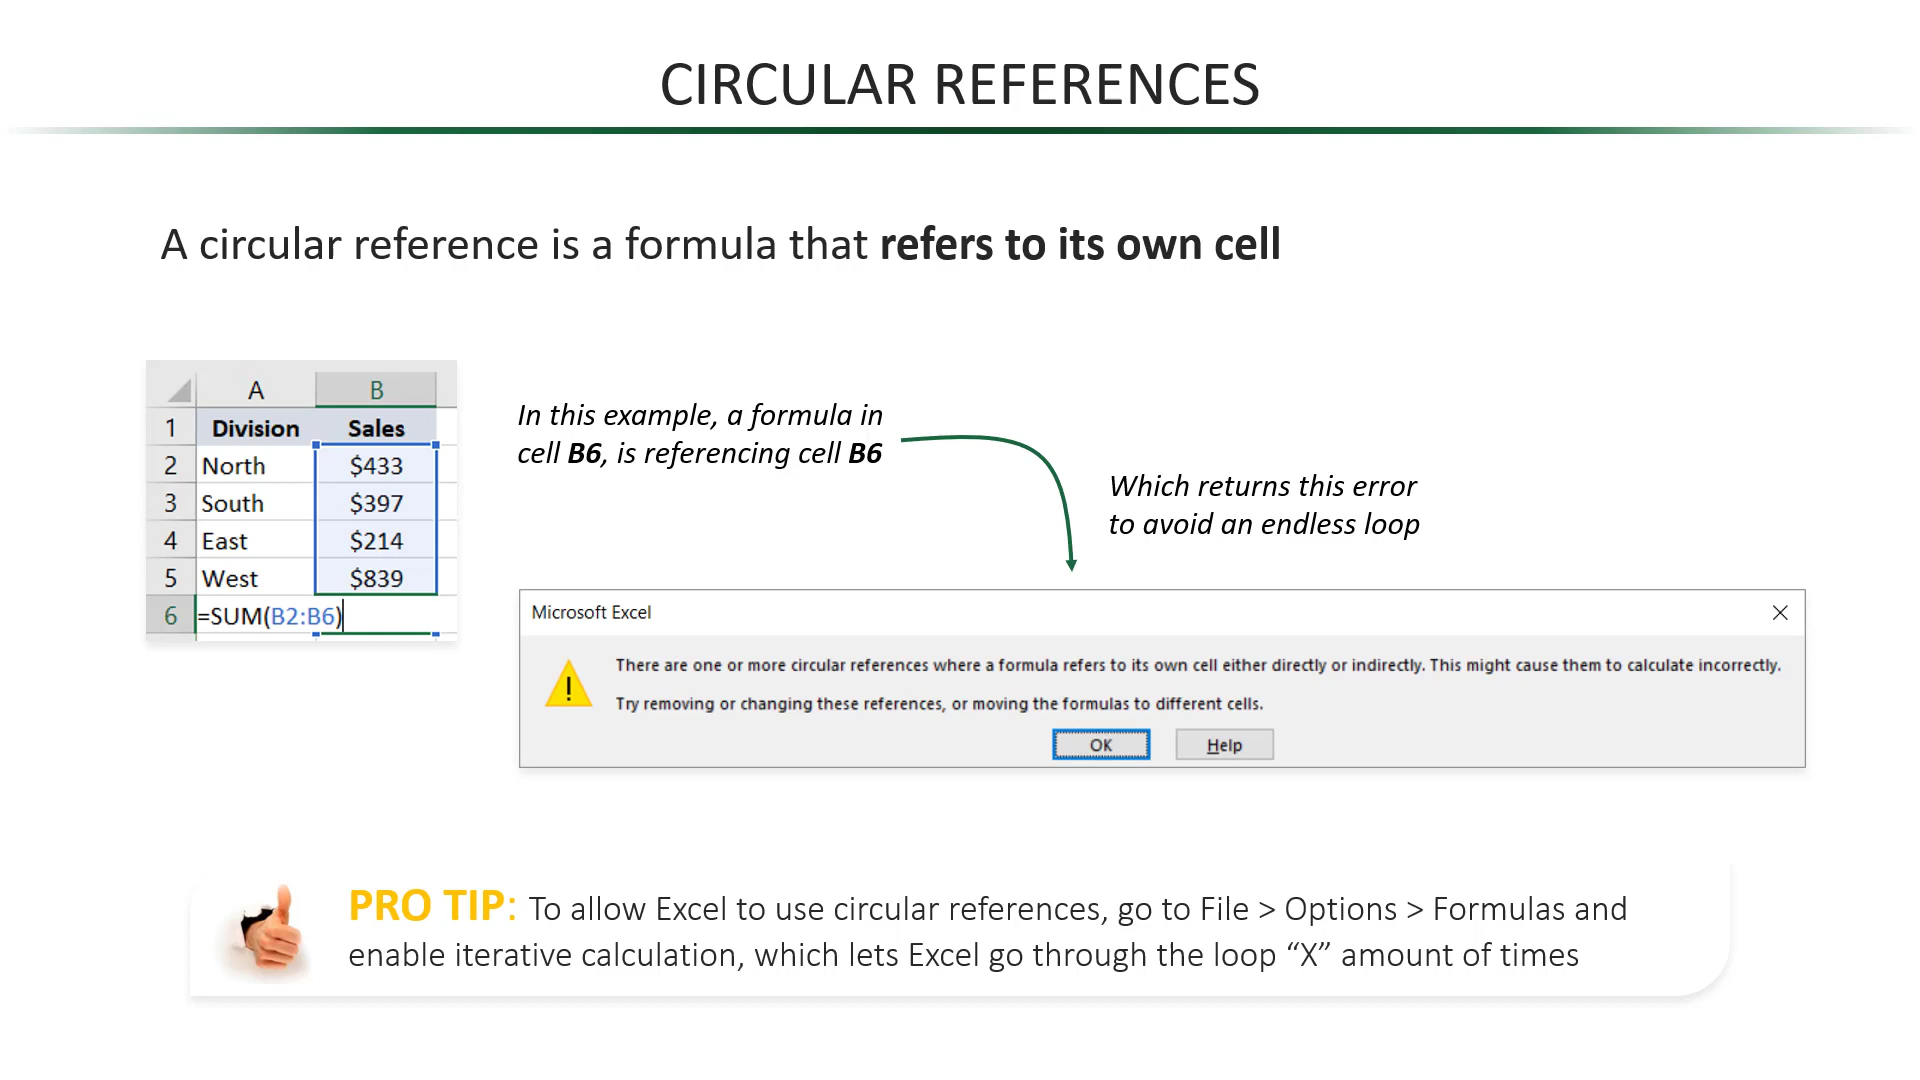 CIRCULAR REFERENCES
A circular reference is a formula that refers to its own cell
A B
1 Division Sales
2 North $433
3 South $397
4 East $214
5 West $839
6 =SUM(B2:B6)
In this example, a formula in
cell B6, is referencing cell B6
Which returns this error
to avoid an endless loop
Microsoft Excel
There are one or more circular references where a formula refers to its own cell either directly or indirectly. This might cause them to calculate incorrectly.
Try removing or changing these references, or moving the formulas to different cells.
OK Help
PRO TIP: To allow Excel to use circular references, go to File > Options > Formulas and
enable iterative calculation, which lets Excel go through the loop “X” amount of times